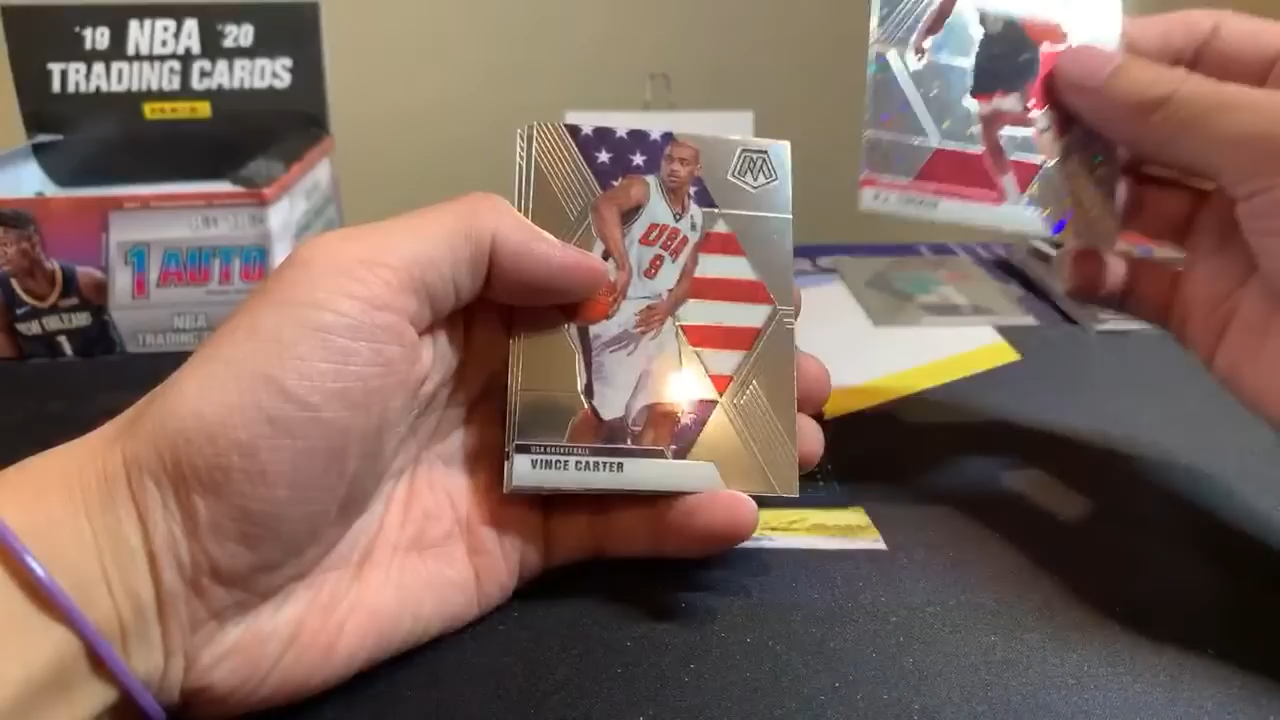 '19 NBA '20
TRADING CARDS
PANINI
1 AUTO
NBA
NEW ORLEANS
1
USA
9
USA BASKETBALL
VINCE CARTER